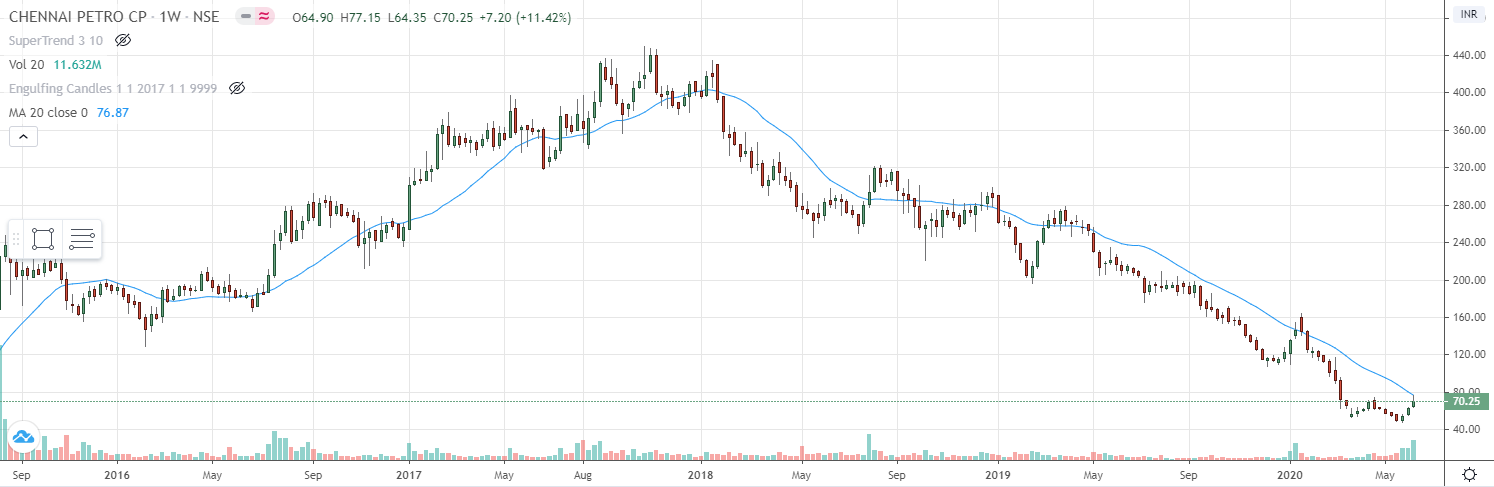 CHENNAI PETRO CP · 1W · NSE O64.90 H77.15 L64.35 C70.25 +7.20 (+11.42%)
INR
SuperTrend 3 10
Vol 20 11.632M
Engulfing Candles 1 1 2017 1 1 9999
MA 20 close 0 76.87
440.00
400.00
360.00
320.00
280.00
240.00
200.00
160.00
120.00
80.00
70.25
40.00
Sep 2016 May Sep 2017 May Aug 2018 May Sep 2019 May Sep 2020 May